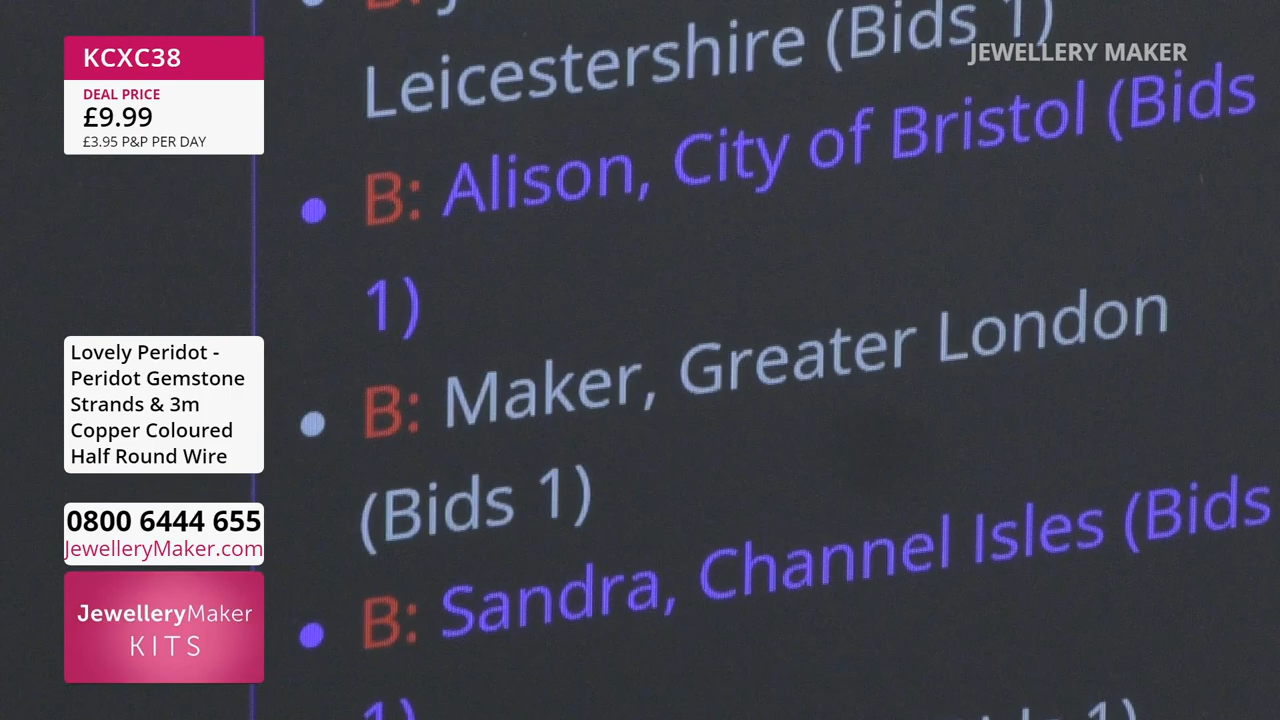 KCXC38
DEAL PRICE
£9.99
£3.95 P&P PER DAY
Lovely Peridot -
Peridot Gemstone
Strands & 3m
Copper Coloured
Half Round Wire
0800 6444 655
JewelleryMaker.com
JewelleryMaker
KITS
JEWELLERY MAKER
Leicestershire (Bids 1)
B: Alison, City of Bristol (Bids
1)
B: Maker, Greater London
(Bids 1)
B: Sandra, Channel Isles (Bids
1)